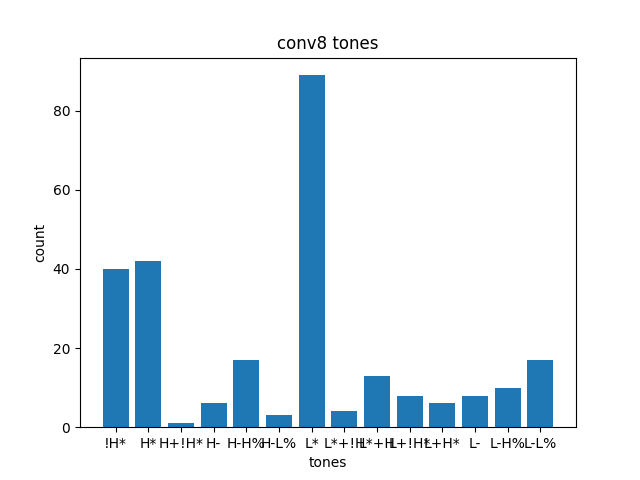 conv8 tones
count
80
60
40
20
0
!H* H* H+!H* H- H-H% H-L% L* L*+!H L*+H L+!H* L+H* L- L-H% L-L%
tones